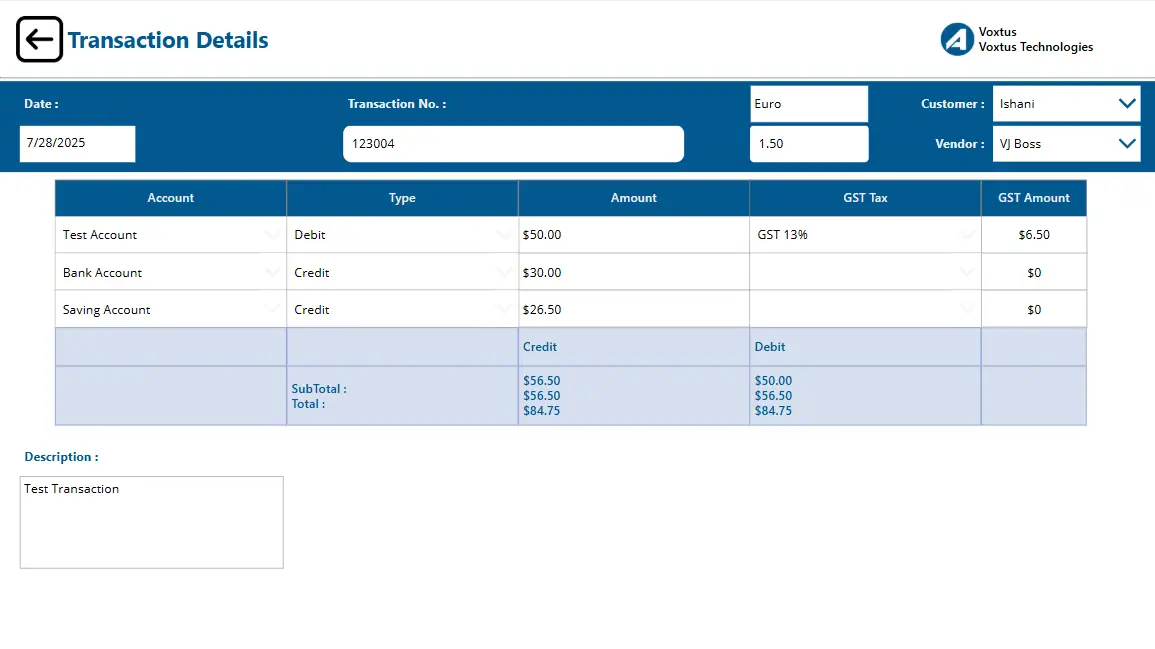 Transaction Details
Voxtus
Voxtus Technologies
Date :
Transaction No. :
Euro
Customer :
Ishani
7/28/2025
123004
1.50
Vendor :
VJ Boss
Account
Type
Amount
GST Tax
GST Amount
Test Account
Debit
$50.00
GST 13%
$6.50
Bank Account
Credit
$30.00
$0
Saving Account
Credit
$26.50
$0
Credit
Debit
SubTotal :
Total :
$56.50
$56.50
$84.75
$50.00
$56.50
$84.75
Description :
Test Transaction